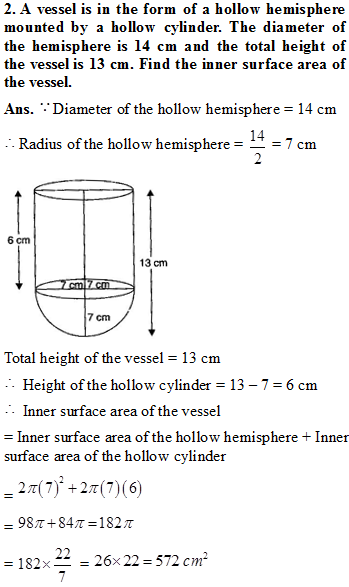 2. A vessel is in the form of a hollow hemisphere
mounted by a hollow cylinder. The diameter of
the hemisphere is 14 cm and the total height of
the vessel is 13 cm. Find the inner surface area of
the vessel.
Ans. ∵ Diameter of the hollow hemisphere = 14 cm
∴ Radius of the hollow hemisphere = 14/2 = 7 cm
6 cm
13 cm
7 cm 7 cm
7 cm
Total height of the vessel = 13 cm
∴ Height of the hollow cylinder = 13 – 7 = 6 cm
∴ Inner surface area of the vessel
= Inner surface area of the hollow hemisphere + Inner
surface area of the hollow cylinder
= 2π(7)² + 2π(7)(6)
= 98π + 84π = 182π
= 182 × 22/7 = 26 × 22 = 572 cm²